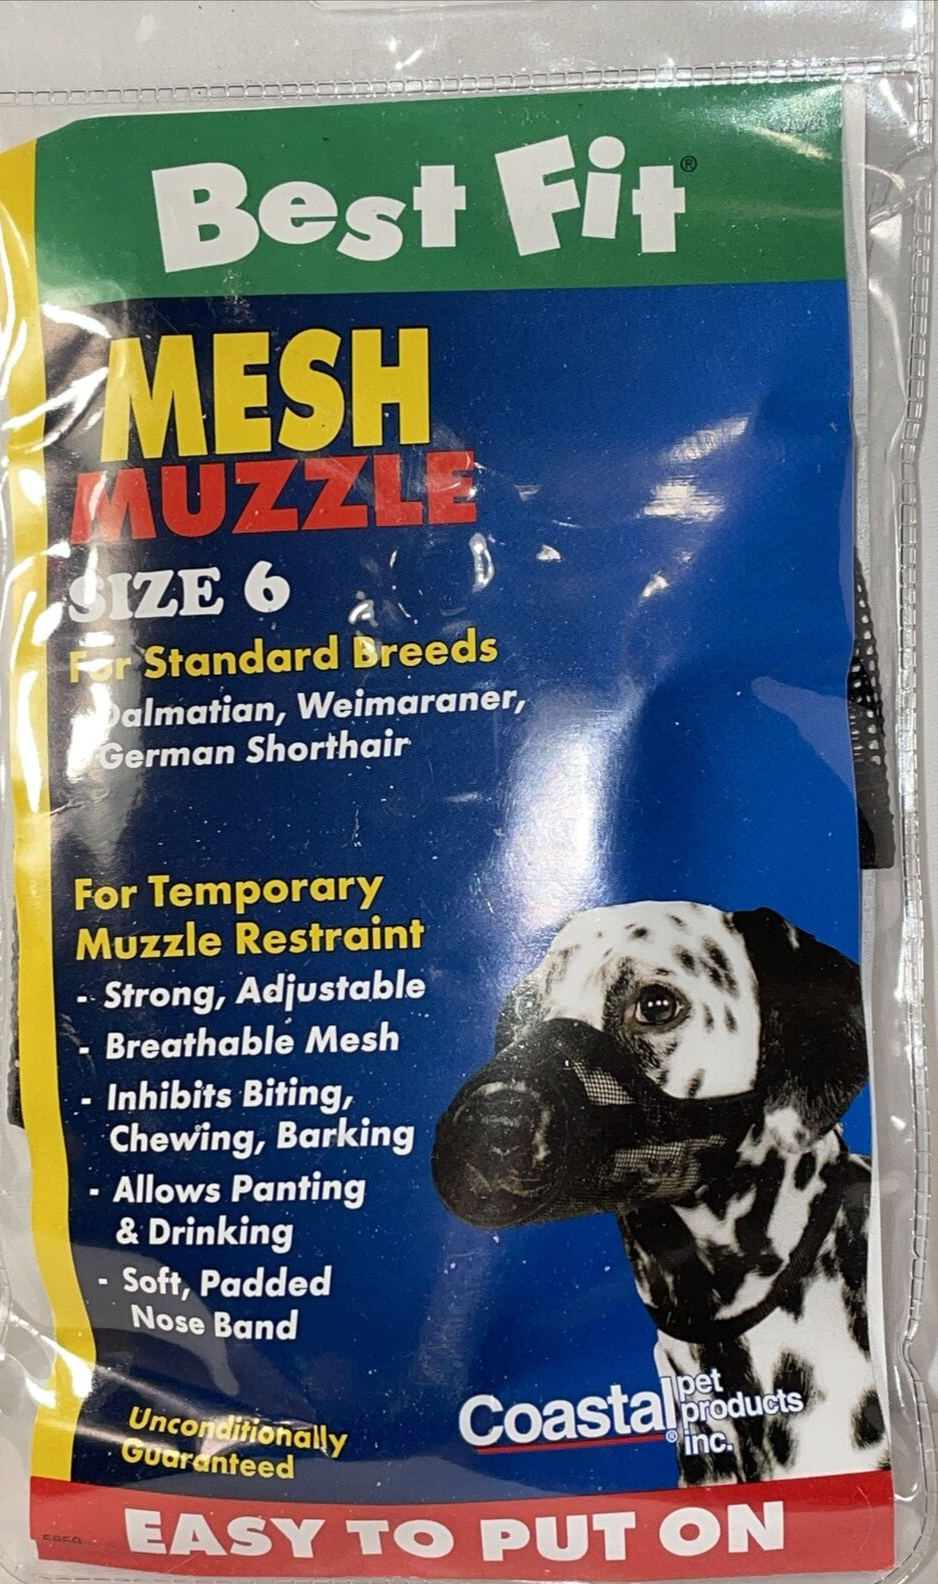 Best Fit®
MESH
MUZZLE
SIZE 6
For Standard Breeds
Dalmatian, Weimaraner,
German Shorthair
For Temporary
Muzzle Restraint
- Strong, Adjustable
- Breathable Mesh
- Inhibits Biting,
Chewing, Barking
- Allows Panting
& Drinking
- Soft, Padded
Nose Band
Unconditionally
Guaranteed
Coastal® pet
products
inc.
EASY TO PUT ON